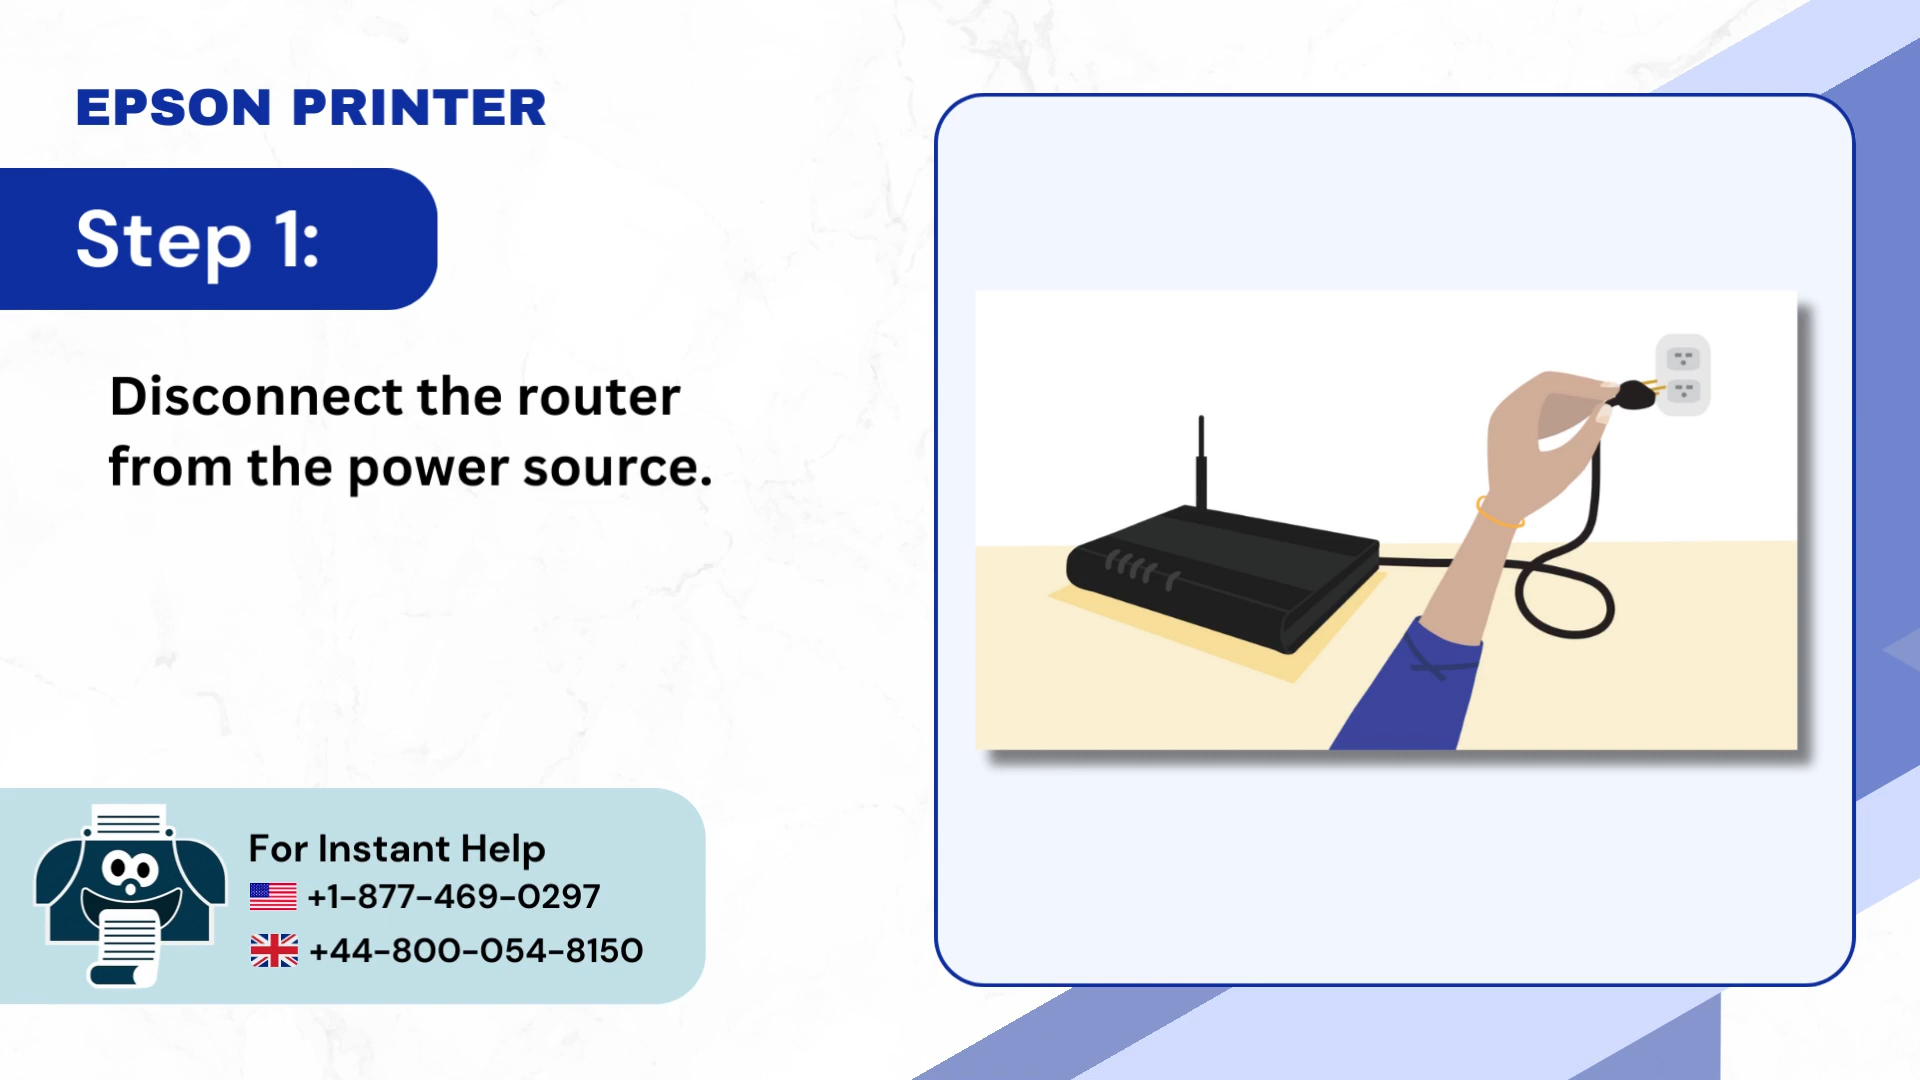 EPSON PRINTER
Step 1:
Disconnect the router
from the power source.
For Instant Help
+1-877-469-0297
+44-800-054-8150